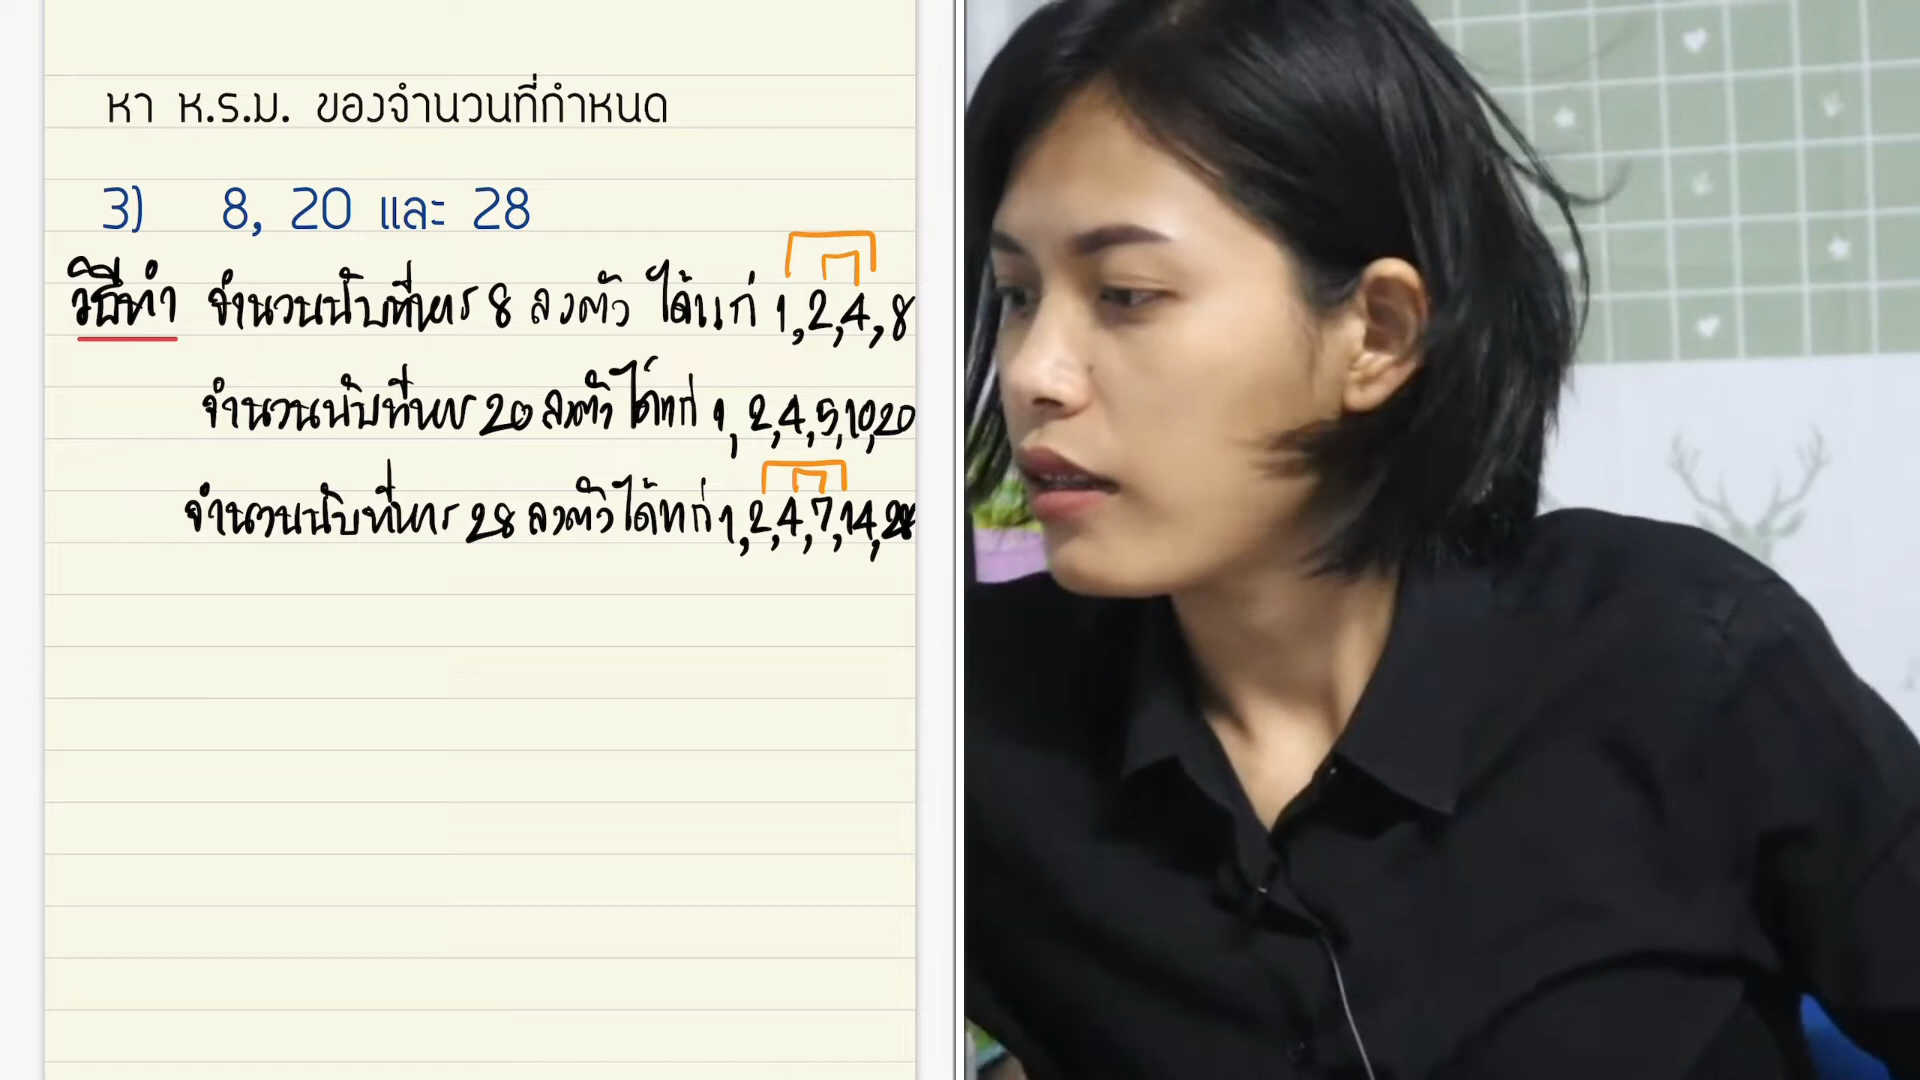 หา ห.ร.ม. ของจำนวนที่กำหนด
3) 8, 20 และ 28
วิธีทำ จำนวนนับที่หาร 8 ลงตัว ได้แก่ 1,2,4,8
จำนวนนับที่หาร 20 ลงตัว ได้แก่ 1, 2,4,5,10,20
จำนวนนับที่หาร 28 ลงตัวได้แก่ 1,2,4,7,14,28